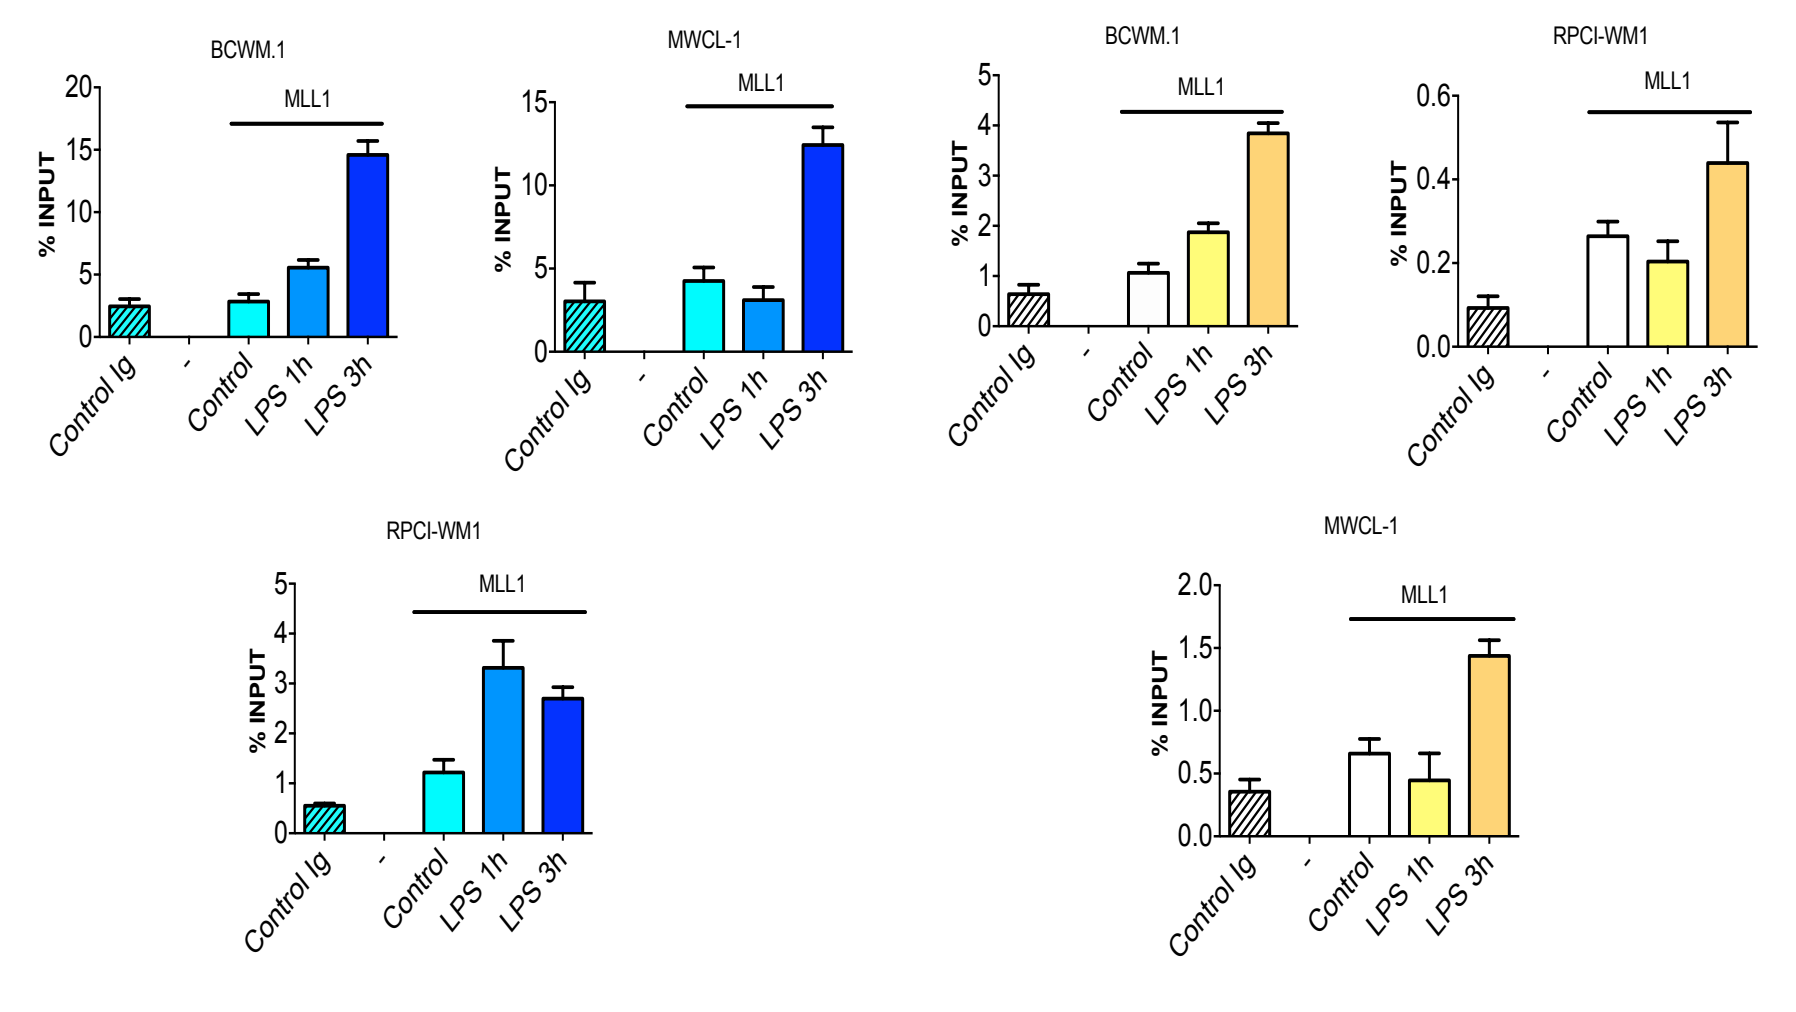 BCWM.1
MLL1
% INPUT
20
15
10
5
0
Control Ig
-
Control
LPS 1h
LPS 3h
MWCL-1
MLL1
% INPUT
15
10
5
0
Control Ig
-
Control
LPS 1h
LPS 3h
BCWM.1
MLL1
% INPUT
5
4
3
2
1
0
Control Ig
-
Control
LPS 1h
LPS 3h
RPCI-WM1
MLL1
% INPUT
0.6
0.4
0.2
0.0
Control Ig
-
Control
LPS 1h
LPS 3h
RPCI-WM1
MLL1
% INPUT
5
4
3
2
1
0
Control Ig
-
Control
LPS 1h
LPS 3h
MWCL-1
MLL1
% INPUT
2.0
1.5
1.0
0.5
0.0
Control Ig
-
Control
LPS 1h
LPS 3h